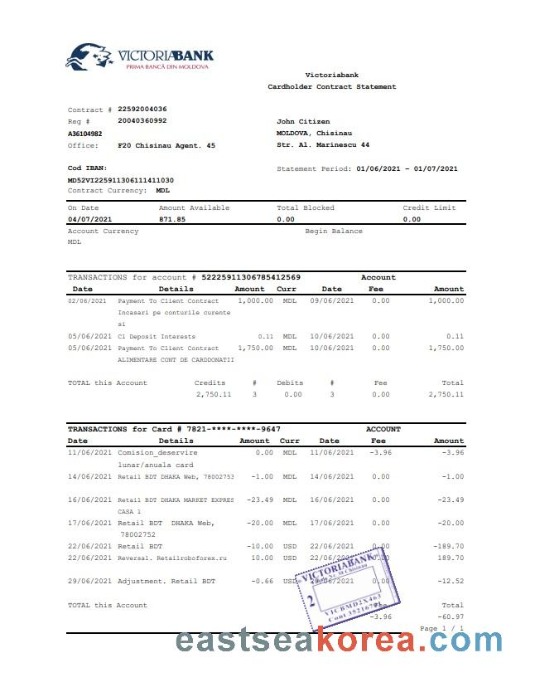 VICTORIABANK
PRIMA BANCĂ DIN MOLDOVA
Victoriabank
Cardholder Contract Statement
Contract # 22592004036
Reg # 20040360992
A36104982
Office: F20 Chisinau Agent. 45
John Citizen
MOLDOVA, Chisinau
Str. Al. Marinescu 44
Cod IBAN:
MD52VI225911306111411030
Contract Currency: MDL
Statement Period: 01/06/2021 - 01/07/2021
On Date Amount Available Total Blocked Credit Limit
04/07/2021 871.85 0.00 0.00
Account Currency Begin Balance
MDL
TRANSACTIONS for account # 52225911306785412569 Account
Date Details Amount Curr Date Fee Amount
02/06/2021 Payment To Client Contract 1,000.00 MDL 09/06/2021 0.00 1,000.00
Incasari pe conturile curente
si
05/06/2021 Ci Deposit Interests 0.11 MDL 10/06/2021 0.00 0.11
05/06/2021 Payment To Client Contract 1,750.00 MDL 10/06/2021 0.00 1,750.00
ALIMENTARE CONT DE CARDDONATII
TOTAL this Account Credits # Debits # Fee Total
2,750.11 3 0.00 3 0.00 2,750.11
TRANSACTIONS for Card # 7821-****-****-9647 ACCOUNT
Date Details Amount Curr Date Fee Amount
11/06/2021 Comision_deservire 0.00 MDL 11/06/2021 -3.96 -3.96
lunar/anuala card
14/06/2021 Retail BDT DHAKA Web, 78002753 -1.00 MDL 14/06/2021 0.00 -1.00
16/06/2021 Retail BDT DHAKA MARKET EXPRES -23.49 MDL 16/06/2021 0.00 -23.49
CASA 1
17/06/2021 Retail BDT DHAKA Web, -20.00 MDL 17/06/2021 0.00 -20.00
78002752
22/06/2021 Retail BDT -10.00 USD 22/06/2021 0.00 -189.70
22/06/2021 Reversal. Retailroboforex.ru 10.00 USD 22/06/2021 0.00 189.70
29/06/2021 Adjustment. Retail BDT -0.66 USD 29/06/2021 0.00 -12.52
VICTORIABANK
2
VICBMD2X463
TOTAL this Account Fee Total
-3.96 -60.97
Page 1 / 1
eastseakorea.com